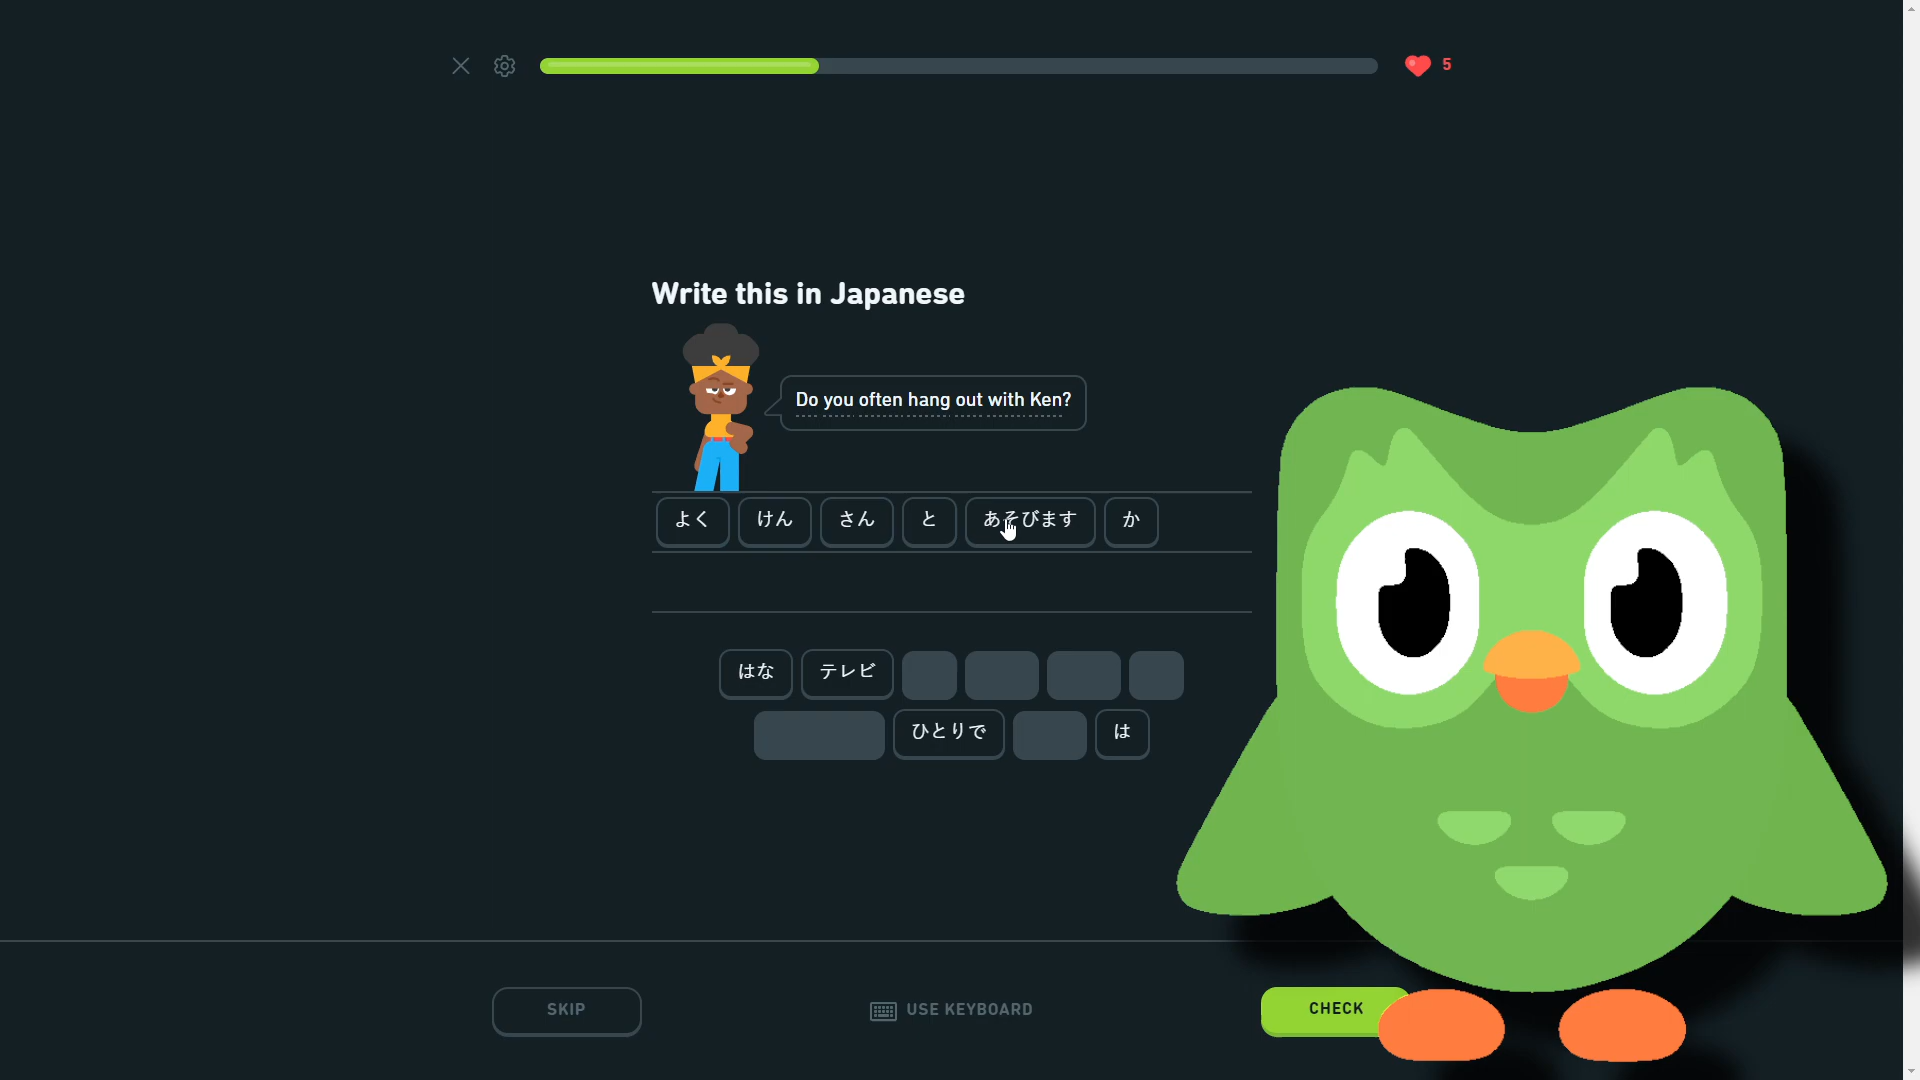 5
Write this in Japanese
Do you often hang out with Ken?
よく けん さん と あそびます か
はな テレビ
ひとりで は
SKIP USE KEYBOARD CHECK